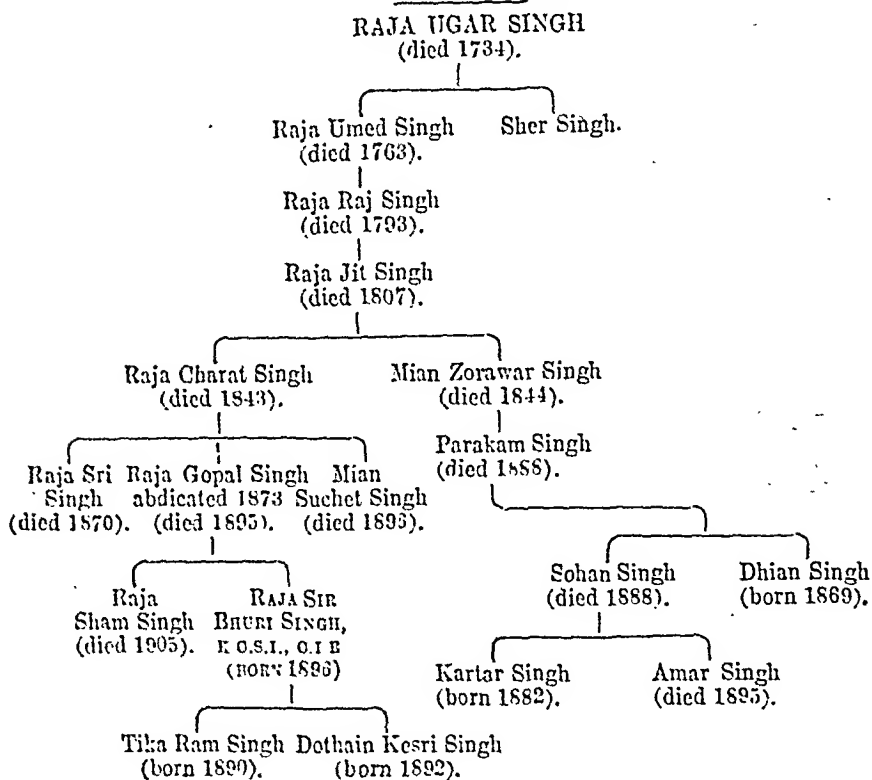 RAJA UGAR SINGH
(died 1734).
Raja Umed Singh Sher Singh.
(died 1763).
Raja Raj Singh
(died 1793).
Raja Jit Singh
(died 1807).
Raja Charat Singh Mian Zorawar Singh
(died 1843). (died 1844).
Parakam Singh
(died 1888).
Raja Sri Raja Gopal Singh Mian
Singh abdicated 1873 Suchet Singh
(died 1870). (died 1895). (died 1896).
Sohan Singh Dhian Singh
(died 1888). (born 1869).
Raja RAJA SIR
Sham Singh BHURI SINGH,
(died 1905). K C.S.I., C.I E
(BORN 1896)
Kartar Singh Amar Singh
(born 1882). (died 1895).
Tika Ram Singh Dothain Kesri Singh
(born 1890). (born 1892).